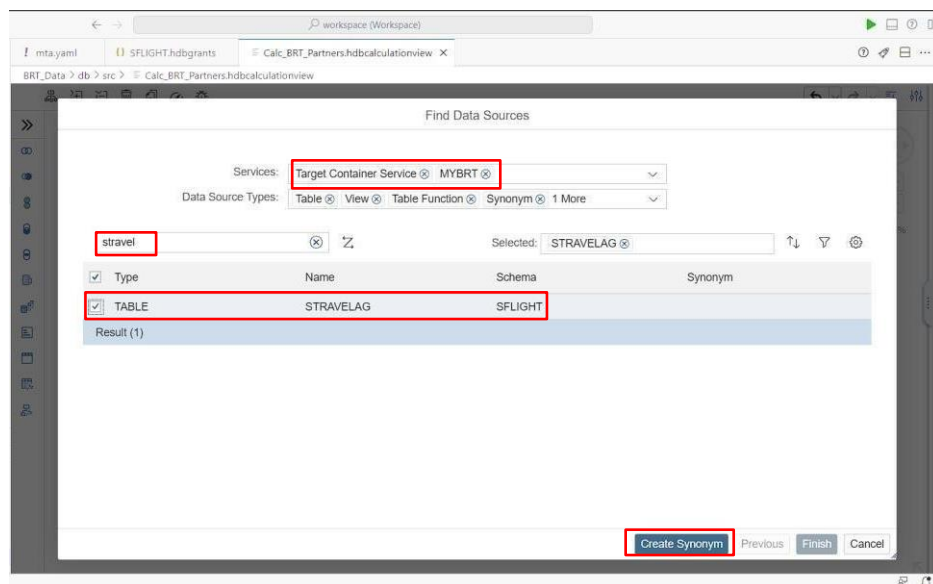 workspace (Workspace)
! mta.yaml {} SFLIGHT.hdbgrants Calc_BRT_Partners.hdbcalculationview ×
BRT_Data > db > src > Calc_BRT_Partners.hdbcalculationview
Find Data Sources
Services: Target Container Service MYBRT
Data Source Types: Table View Table Function Synonym 1 More
stravel Selected: STRAVELAG
Type Name Schema Synonym
TABLE STRAVELAG SFLIGHT
Result (1)
Create Synonym Previous Finish Cancel